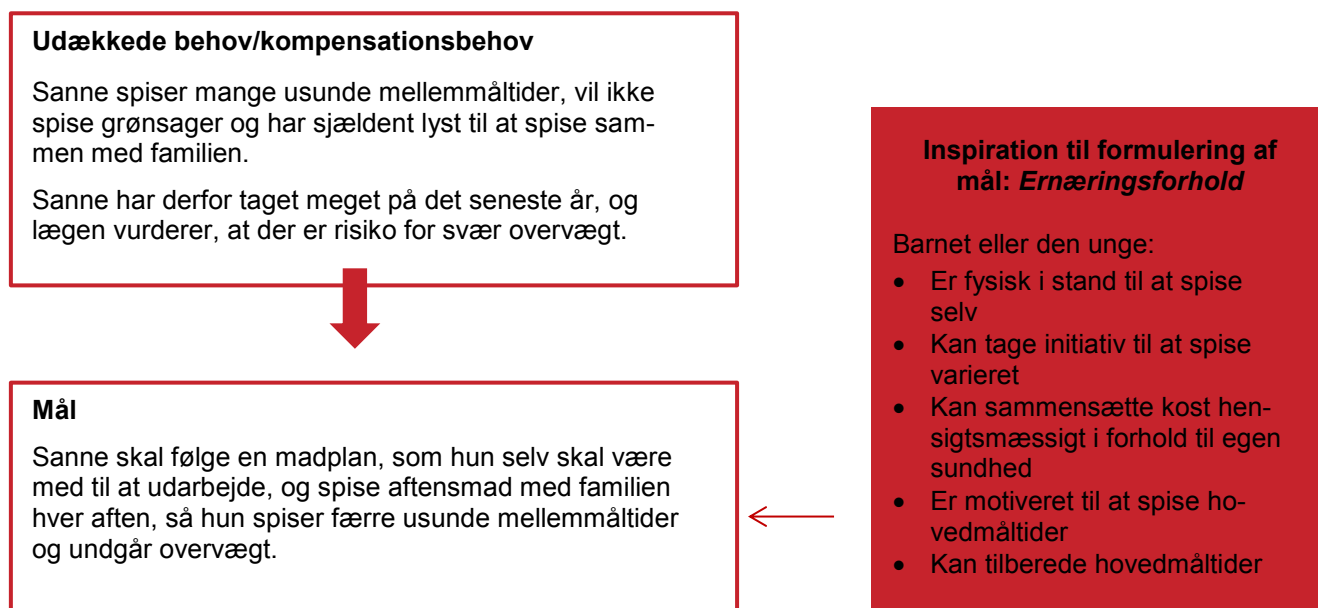 Udækkede behov/kompensationsbehov
Sanne spiser mange usunde mellemmåltider, vil ikke
spise grønsager og har sjældent lyst til at spise sam-
men med familien.
Sanne har derfor taget meget på det seneste år, og
lægen vurderer, at der er risiko for svær overvægt.
Mål
Sanne skal følge en madplan, som hun selv skal være
med til at udarbejde, og spise aftensmad med familien
hver aften, så hun spiser færre usunde mellemmåltider
og undgår overvægt.
Inspiration til formulering af
mål: Ernæringsforhold
Barnet eller den unge:
• Er fysisk i stand til at spise
selv
• Kan tage initiativ til at spise
varieret
• Kan sammensætte kost hen-
sigtsmæssigt i forhold til egen
sundhed
• Er motiveret til at spise ho-
vedmåltider
• Kan tilberede hovedmåltider